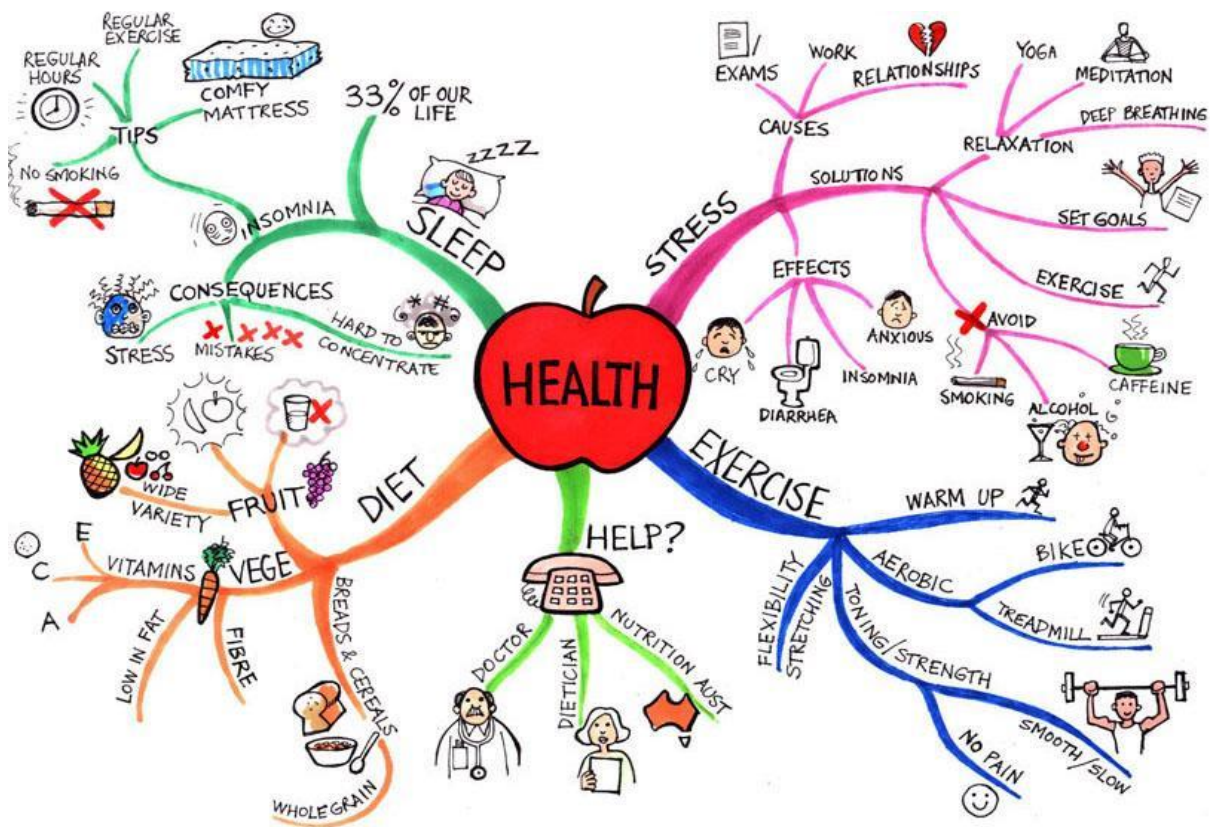 HEALTH
SLEEP
33% OF OUR
LIFE
ZZZZ
INSOMNIA
TIPS
REGULAR
EXERCISE
REGULAR
HOURS
COMFY
MATTRESS
NO SMOKING
CONSEQUENCES
STRESS
MISTAKES
HARD TO
CONCENTRATE
STRESS
CAUSES
EXAMS
WORK
RELATIONSHIPS
SOLUTIONS
RELAXATION
YOGA
MEDITATION
DEEP BREATHING
SET GOALS
EXERCISE
AVOID
SMOKING
ALCOHOL
CAFFEINE
EFFECTS
CRY
DIARRHEA
INSOMNIA
ANXIOUS
EXERCISE
WARM UP
AEROBIC
BIKE
TREADMILL
TONING/STRENGTH
SMOOTH/SLOW
NO PAIN
FLEXIBILITY
STRETCHING
HELP?
DOCTOR
DIETICIAN
NUTRITION AUST
DIET
FRUIT
WIDE
VARIETY
VEGE
VITAMINS
E
C
A
LOW IN FAT
FIBRE
BREADS & CEREALS
WHOLEGRAIN